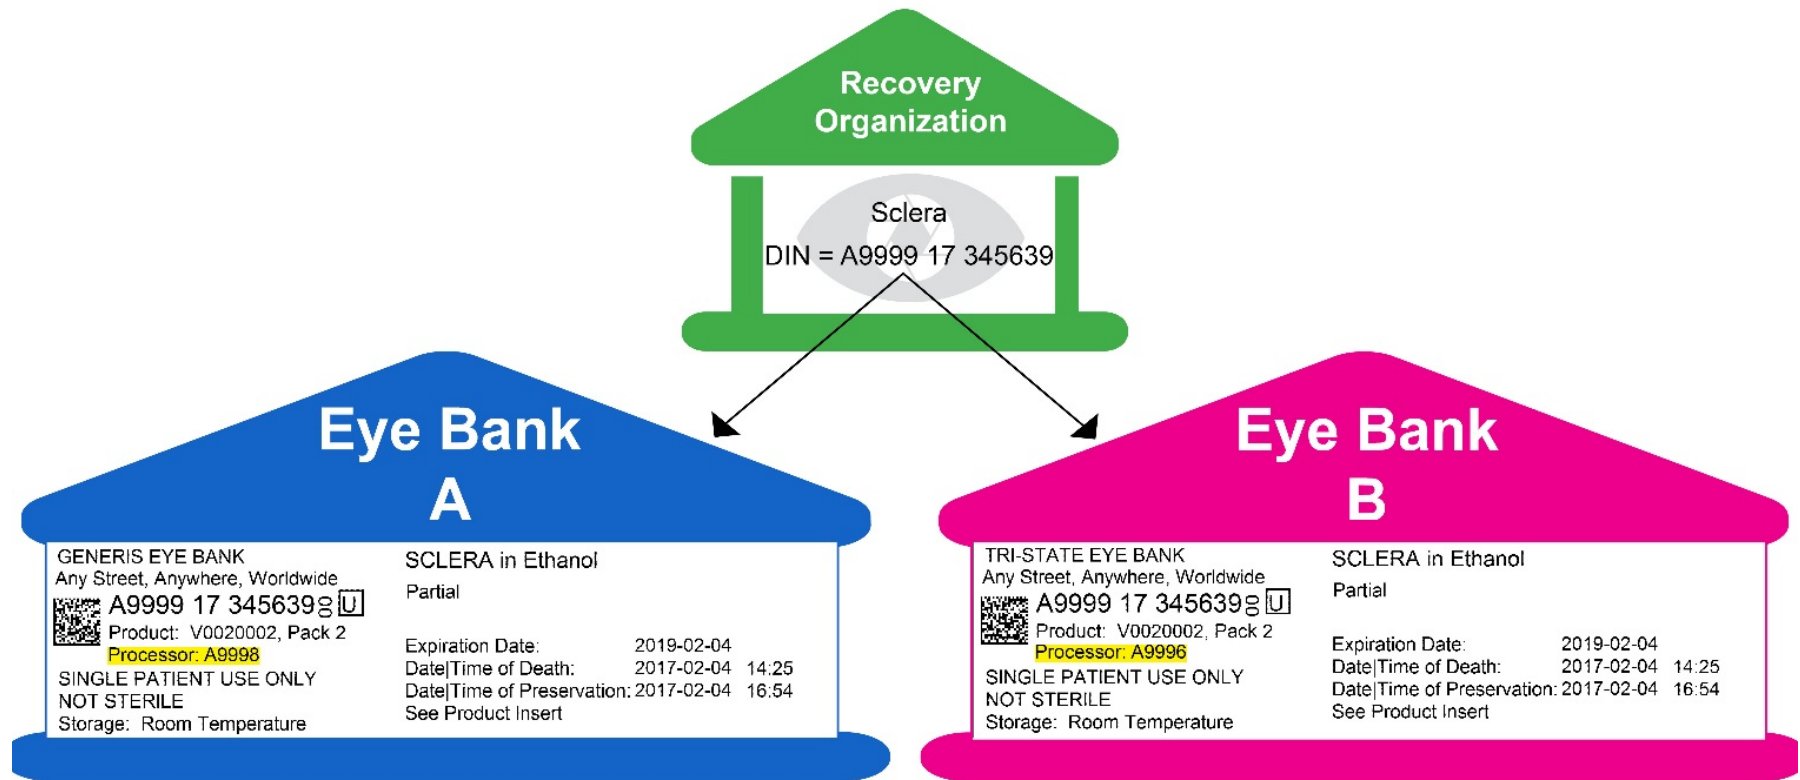 Recovery
Organization
Sclera
DIN = A9999 17 345639
Eye Bank
A
GENERIS EYE BANK
Any Street, Anywhere, Worldwide
A9999 17 345639 00 U
Product: V0020002, Pack 2
Processor: A9998
SINGLE PATIENT USE ONLY
NOT STERILE
Storage: Room Temperature
SCLERA in Ethanol
Partial
Expiration Date: 2019-02-04
Date|Time of Death: 2017-02-04 14:25
Date|Time of Preservation: 2017-02-04 16:54
See Product Insert
Eye Bank
B
TRI-STATE EYE BANK
Any Street, Anywhere, Worldwide
A9999 17 345639 00 U
Product: V0020002, Pack 2
Processor: A9996
SINGLE PATIENT USE ONLY
NOT STERILE
Storage: Room Temperature
SCLERA in Ethanol
Partial
Expiration Date: 2019-02-04
Date|Time of Death: 2017-02-04 14:25
Date|Time of Preservation: 2017-02-04 16:54
See Product Insert